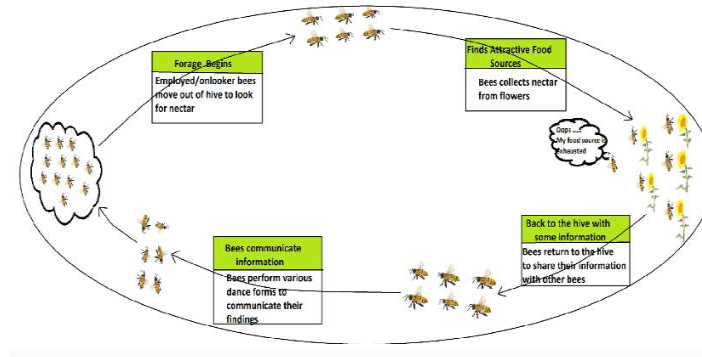 Forage Begins
Employed/onlooker bees
move out of hive to look
for nectar
Finds Attractive Food
Sources
Bees collects nectar
from flowers
Oops ....
My food source is
exhausted
Back to the hive with
some information
Bees return to the hive
to share their information
with other bees
Bees communicate
information
Bees perform various
dance forms to
communicate their
findings